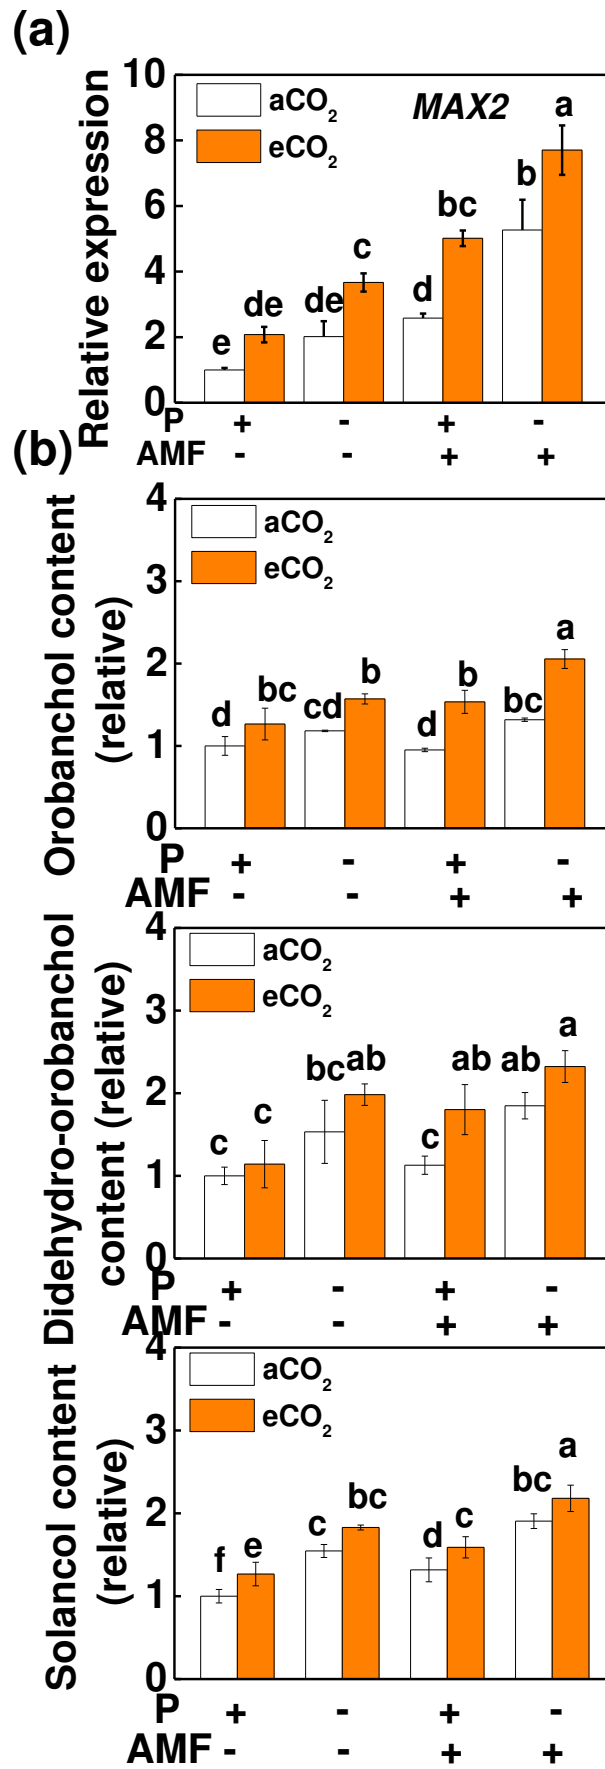 (a)
Relative expression
10
8
6
4
2
0
aCO2
eCO2
MAX2
e
de
de
c
d
bc
b
a
P + - + -
AMF - - + +
(b)
Orobanchol content
(relative)
4
3
2
1
0
aCO2
eCO2
d
bc
cd
b
d
b
bc
a
P + - + -
AMF - - + +
Didehydro-orobanchol
content (relative)
4
3
2
1
0
aCO2
eCO2
c
c
bc
ab
c
ab
ab
a
P + - + -
AMF - - + +
Solancol content
(relative)
4
3
2
1
0
aCO2
eCO2
f
e
c
bc
d
c
bc
a
P + - + -
AMF - - + +